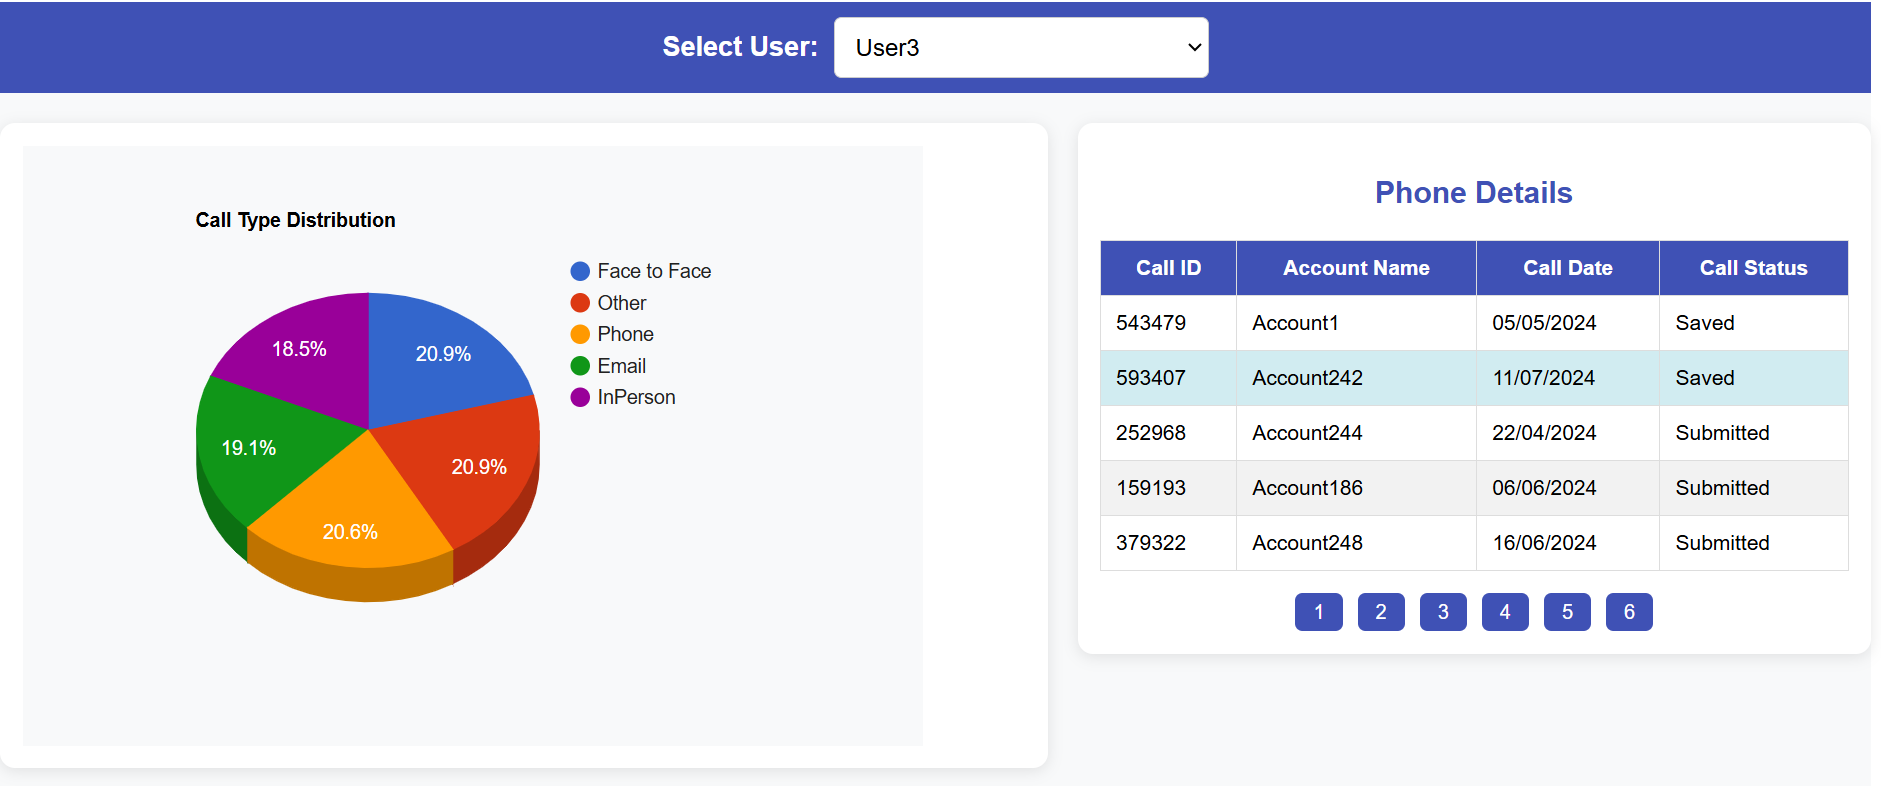 Select User: User3
Call Type Distribution
Face to Face
Other
Phone
Email
InPerson
18.5%
20.9%
19.1%
20.9%
20.6%
Phone Details
Call ID Account Name Call Date Call Status
543479 Account1 05/05/2024 Saved
593407 Account242 11/07/2024 Saved
252968 Account244 22/04/2024 Submitted
159193 Account186 06/06/2024 Submitted
379322 Account248 16/06/2024 Submitted
1 2 3 4 5 6